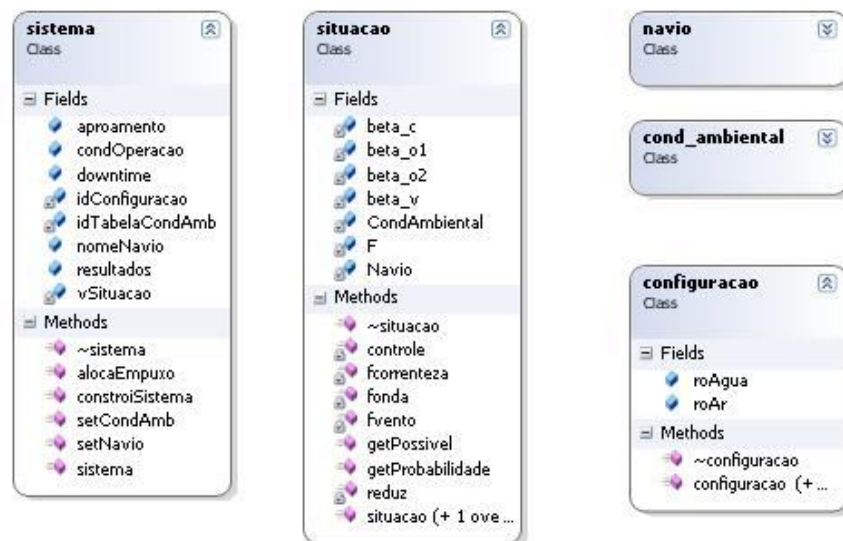 sistema
Class
Fields
aproamento
condOperacao
downtime
idConfiguracao
idTabelaCondAmb
nomeNavio
resultados
vSituacao
Methods
~sistema
alocaEmpuxo
constroiSistema
setCondAmb
setNavio
sistema
situacao
Class
Fields
beta_c
beta_o1
beta_o2
beta_v
CondAmbiental
F
Navio
Methods
~situacao
controle
fcorrenteza
fonda
fvento
getPossivel
getProbabilidade
reduz
situacao (+ 1 ove...
navio
Class
cond_ambiental
Class
configuracao
Class
Fields
roAgua
roAr
Methods
~configuracao
configuracao (+ ...